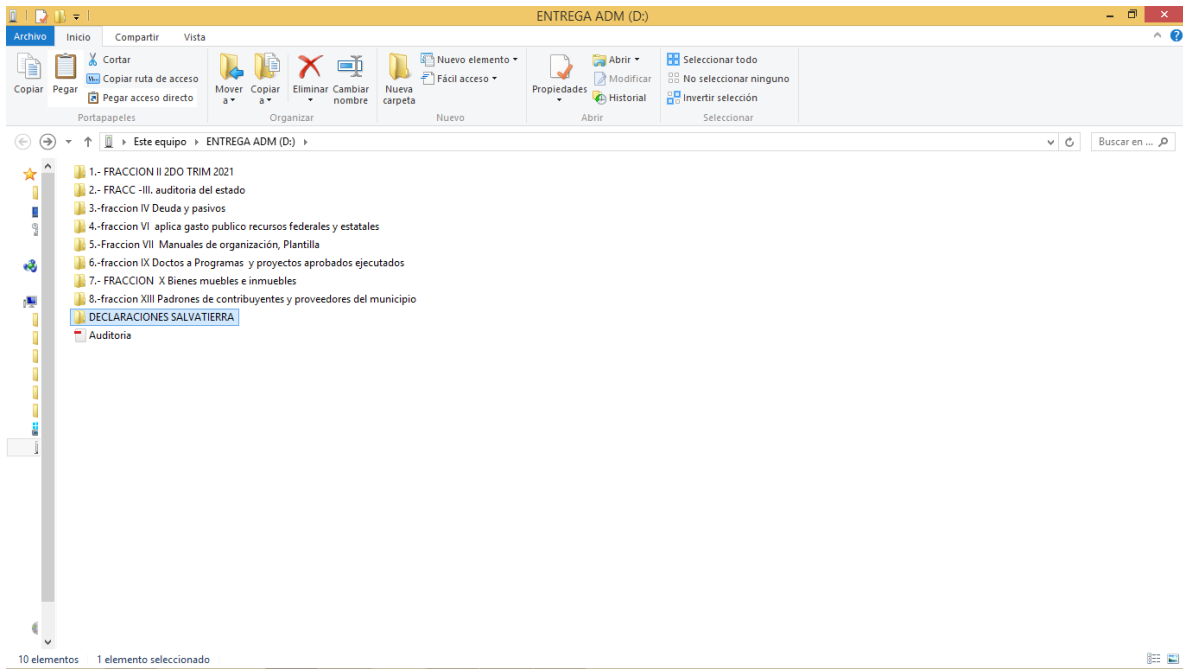 ENTREGA ADM (D:)
Archivo Inicio Compartir Vista
Copiar
Pegar
Cortar
Copiar ruta de acceso
Pegar acceso directo
Portapapeles
Mover a
Copiar a
Eliminar
Cambiar nombre
Organizar
Nueva carpeta
Nuevo elemento
Fácil acceso
Nuevo
Propiedades
Abrir
Modificar
Historial
Abrir
Seleccionar todo
No seleccionar ninguno
Invertir selección
Seleccionar
Este equipo ENTREGA ADM (D:)
Buscar en ...
1.- FRACCION II 2DO TRIM 2021
2.- FRACC -III. auditoria del estado
3.-fraccion IV Deuda y pasivos
4.-fraccion VI aplica gasto publico recursos federales y estatales
5.-Fraccion VII Manuales de organización, Plantilla
6.-fraccion IX Doctos a Programas y proyectos aprobados ejecutados
7.- FRACCION X Bienes muebles e inmuebles
8.-fraccion XIII Padrones de contribuyentes y proveedores del municipio
DECLARACIONES SALVATIERRA
Auditoria
10 elementos 1 elemento seleccionado